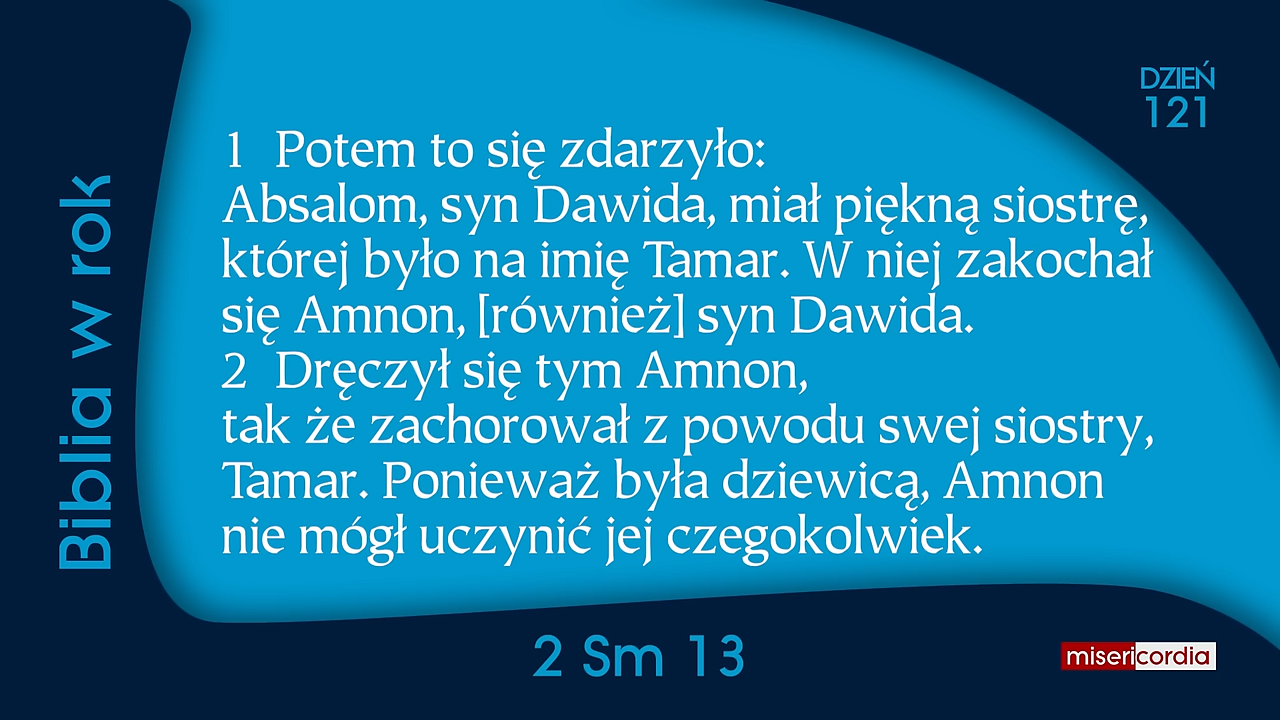 DZIEŃ
121
1 Potem to się zdarzyło:
Absalom, syn Dawida, miał piękną siostrę,
której było na imię Tamar. W niej zakochał
się Amnon, [również] syn Dawida.
2 Dręczył się tym Amnon,
tak że zachorował z powodu swej siostry,
Tamar. Ponieważ była dziewicą, Amnon
nie mógł uczynić jej czegokolwiek.
Biblia w rok
2 Sm 13
misericordia